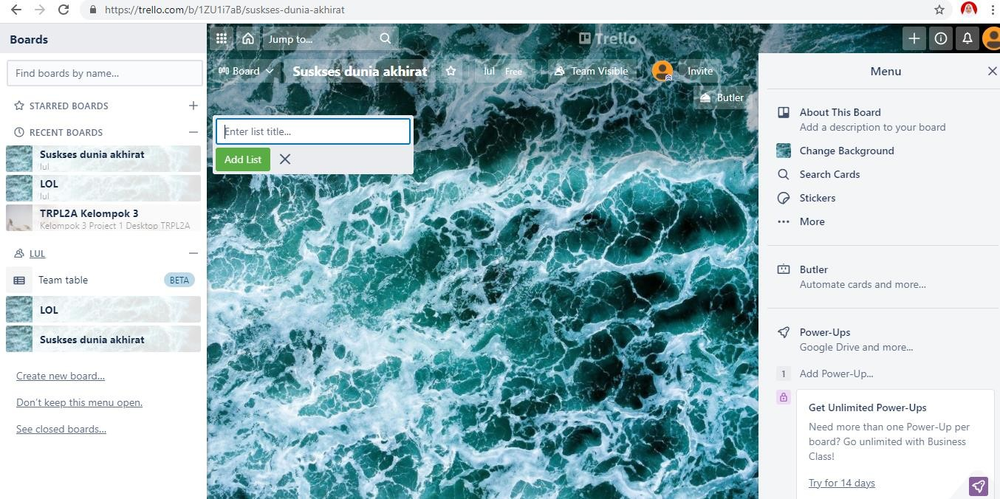 https://trello.com/b/1ZU1i7aB/suskses-dunia-akhirat
Boards
Jump to...
Trello
Find boards by name...
Board
Suskses dunia akhirat
lul
Free
Team Visible
Invite
Butler
STARRED BOARDS
RECENT BOARDS
Suskses dunia akhirat
lul
LOL
lul
TRPL2A Kelompok 3
Kelompok 3 Project 1 Desktop TRPL2A
LUL
Team table
BETA
LOL
Suskses dunia akhirat
Create new board...
Don't keep this menu open.
See closed boards...
Enter list title...
Add List
Menu
About This Board
Add a description to your board
Change Background
Search Cards
Stickers
More
Butler
Automate cards and more...
Power-Ups
Google Drive and more...
1
Add Power-Up...
Get Unlimited Power-Ups
Need more than one Power-Up per
board? Go unlimited with Business
Class!
Try for 14 days